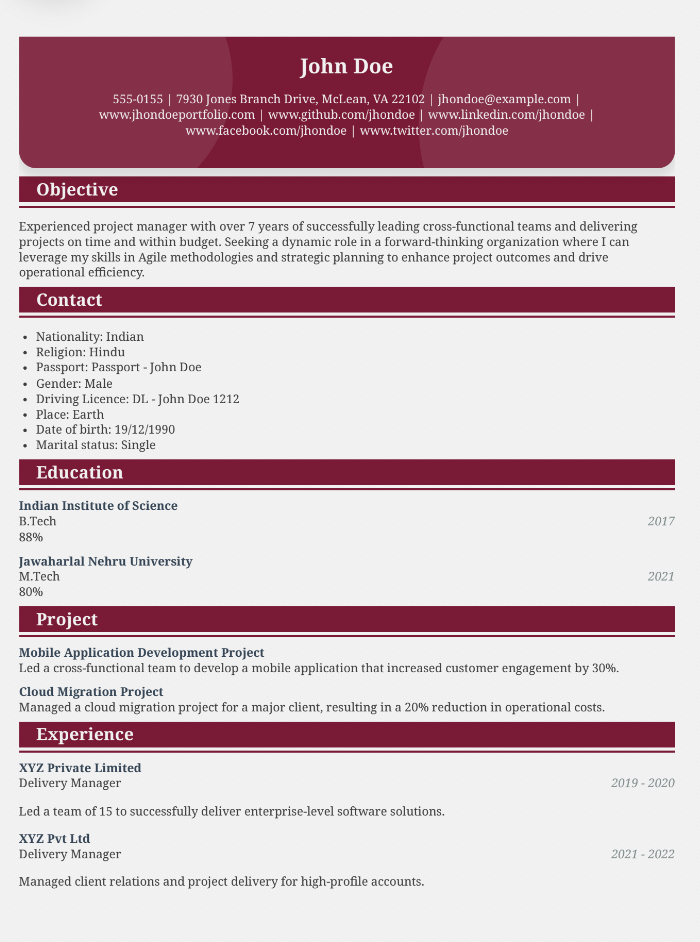 John Doe
555-0155 | 7930 Jones Branch Drive, McLean, VA 22102 | jhondoe@example.com |
www.jhondoeportfolio.com | www.github.com/jhondoe | www.linkedin.com/jhondoe |
www.facebook.com/jhondoe | www.twitter.com/jhondoe
Objective
Experienced project manager with over 7 years of successfully leading cross-functional teams and delivering
projects on time and within budget. Seeking a dynamic role in a forward-thinking organization where I can
leverage my skills in Agile methodologies and strategic planning to enhance project outcomes and drive
operational efficiency.
Contact
• Nationality: Indian
• Religion: Hindu
• Passport: Passport - John Doe
• Gender: Male
• Driving Licence: DL - John Doe 1212
• Place: Earth
• Date of birth: 19/12/1990
• Marital status: Single
Education
Indian Institute of Science
B.Tech 2017
88%
Jawaharlal Nehru University
M.Tech 2021
80%
Project
Mobile Application Development Project
Led a cross-functional team to develop a mobile application that increased customer engagement by 30%.
Cloud Migration Project
Managed a cloud migration project for a major client, resulting in a 20% reduction in operational costs.
Experience
XYZ Private Limited
Delivery Manager 2019 - 2020
Led a team of 15 to successfully deliver enterprise-level software solutions.
XYZ Pvt Ltd
Delivery Manager 2021 - 2022
Managed client relations and project delivery for high-profile accounts.